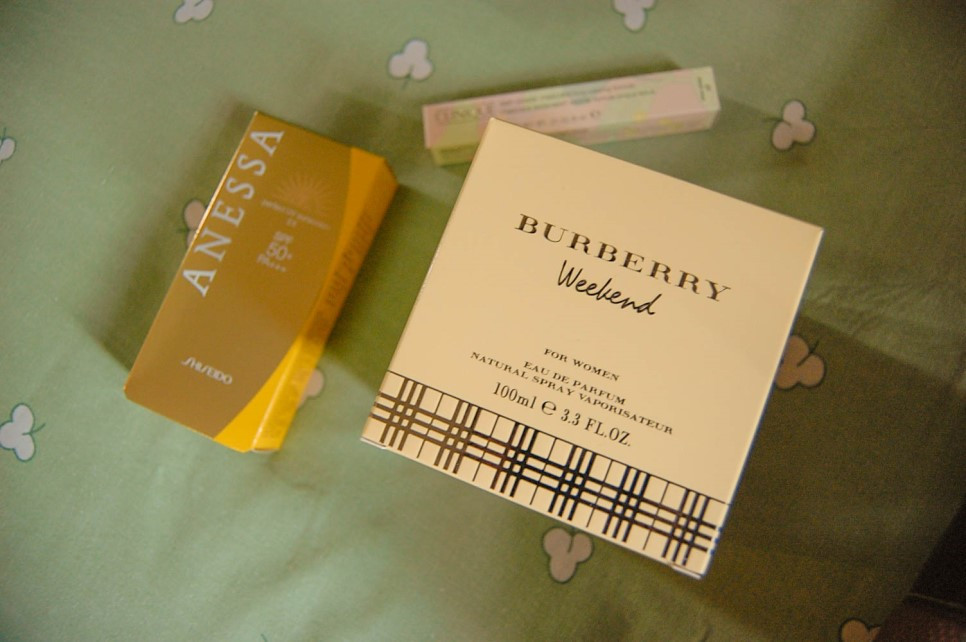 ANESSA
SPF
50+
PA+++
SHISEIDO
CLINIQUE
BURBERRY
Weekend
FOR WOMEN
EAU DE PARFUM
NATURAL SPRAY VAPORISATEUR
100ml ℮ 3.3 FL.OZ.